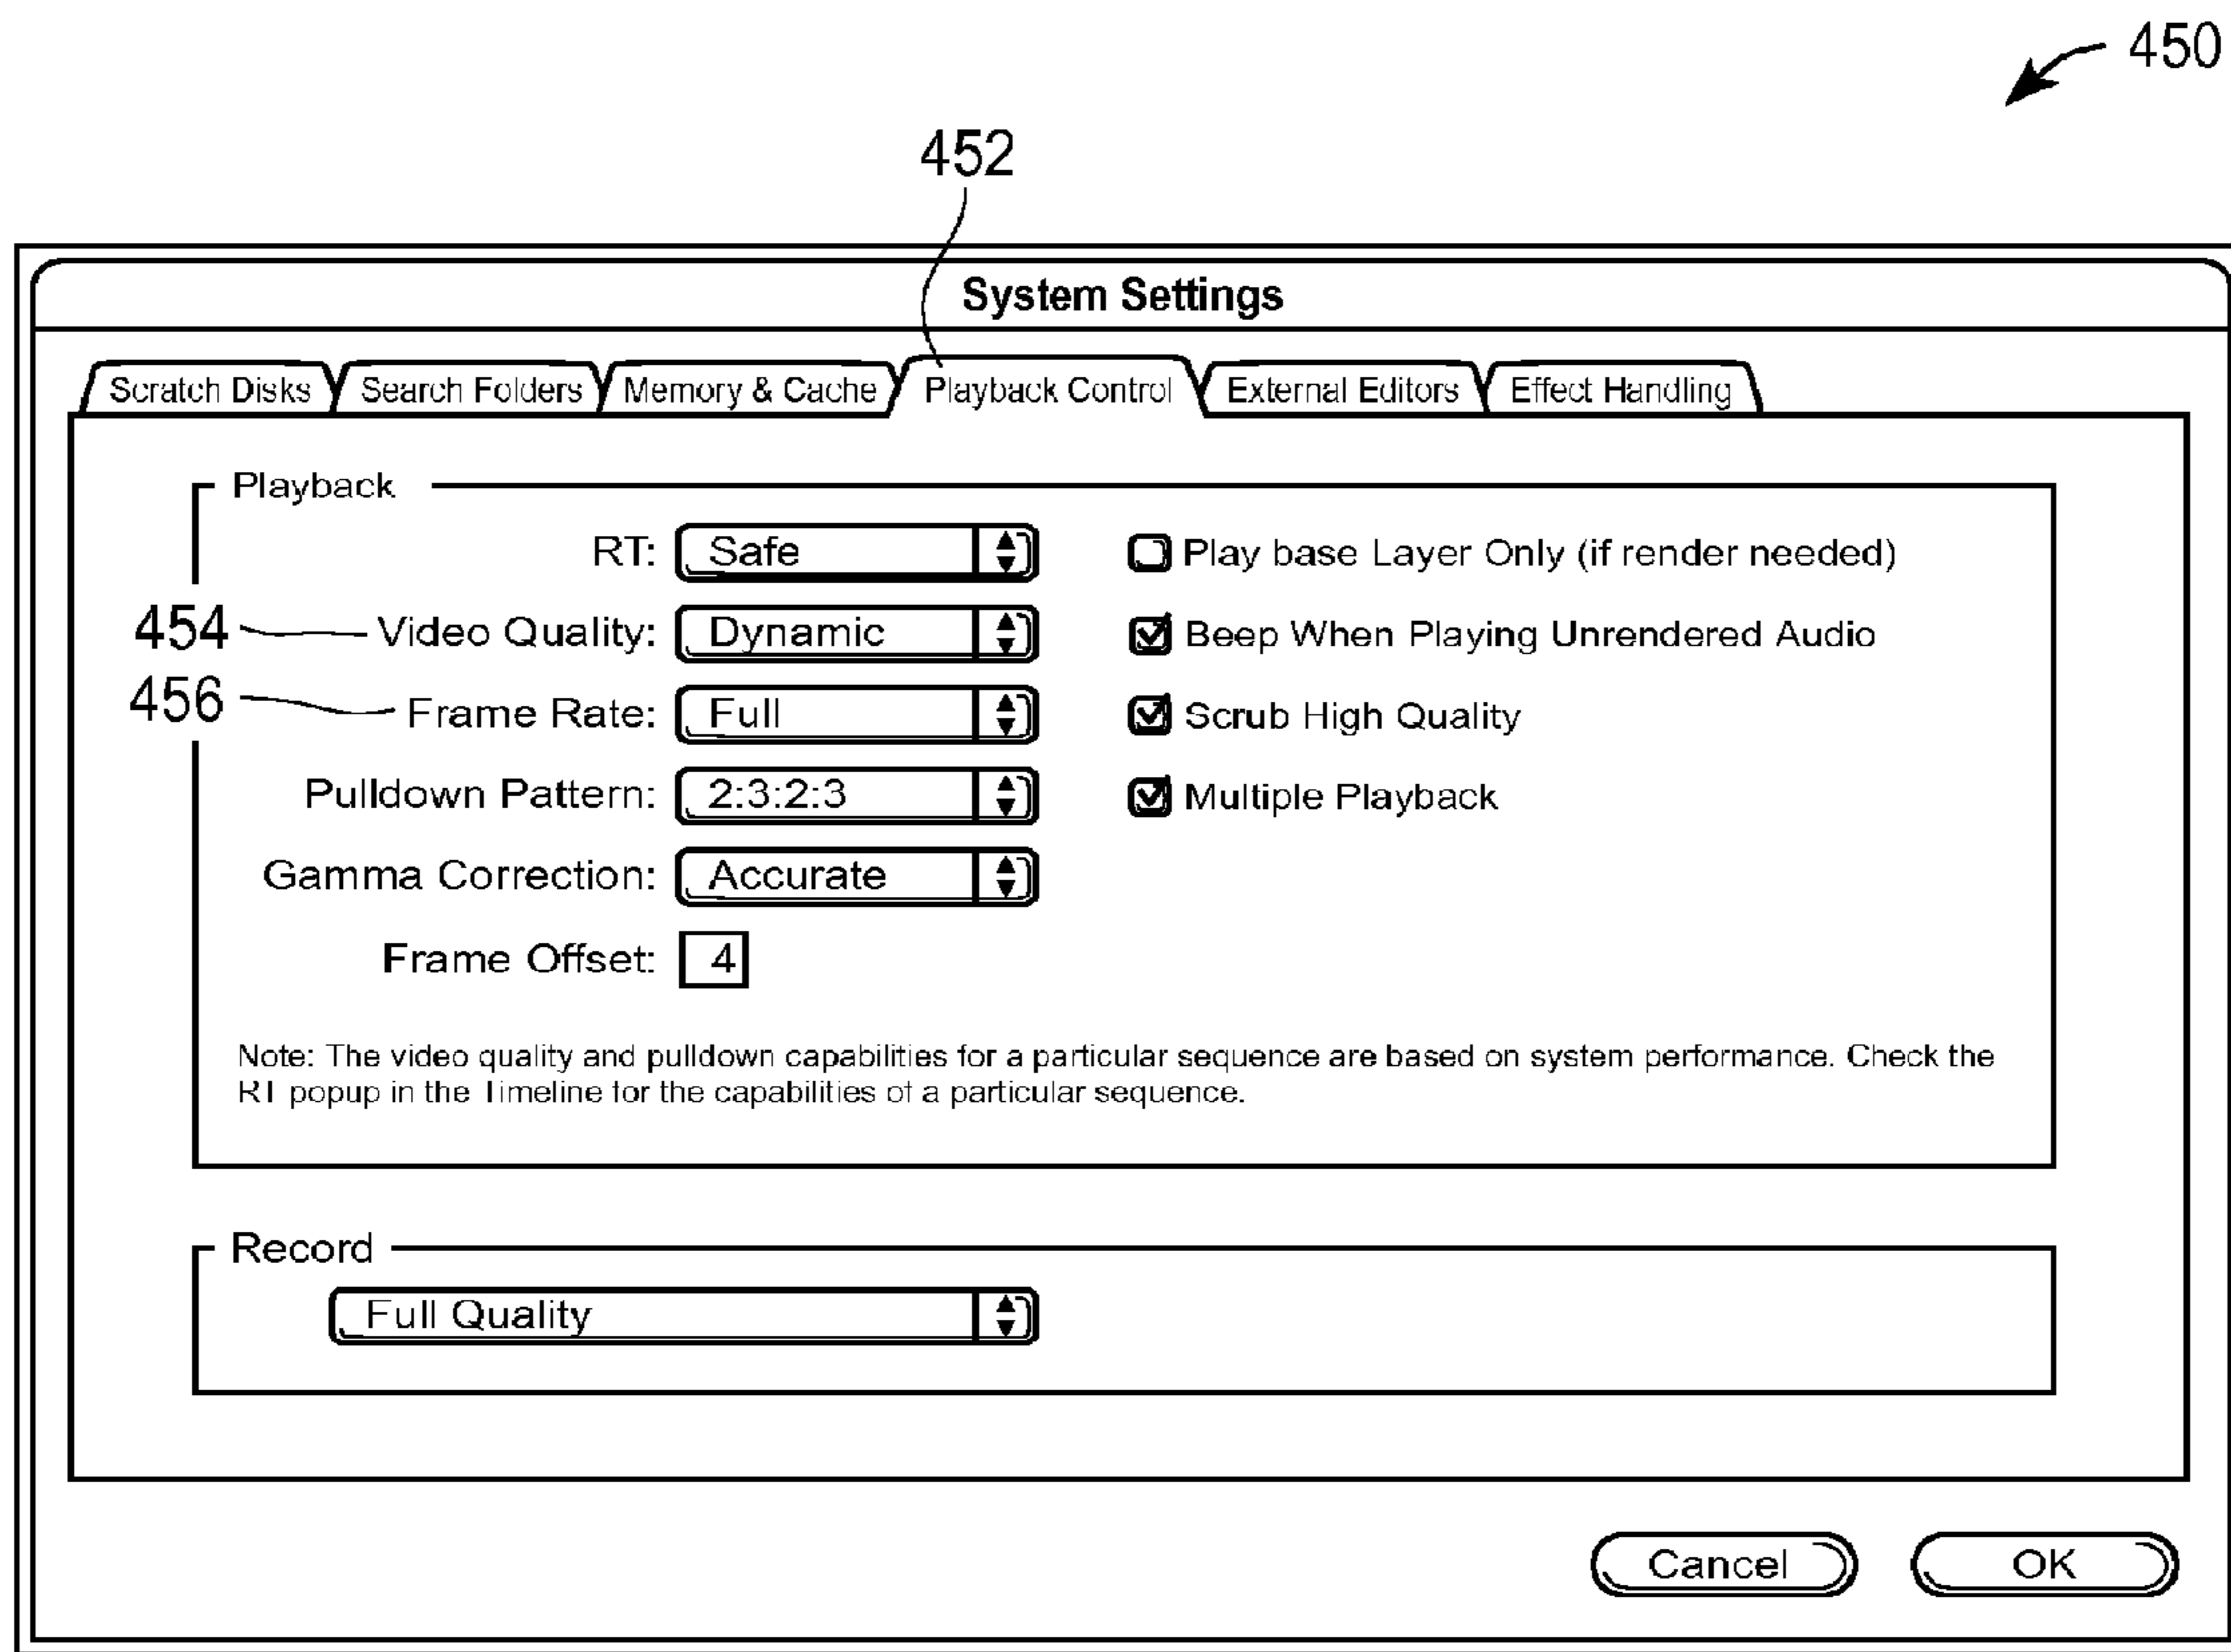 450
452
System Settings
Scratch Disks Search Folders Memory & Cache Playback Control External Editors Effect Handling
Playback
RT: Safe Play base Layer Only (if render needed)
454 Video Quality: Dynamic Beep When Playing Unrendered Audio
456 Frame Rate: Full Scrub High Quality
Pulldown Pattern: 2:3:2:3 Multiple Playback
Gamma Correction: Accurate
Frame Offset: 4
Note: The video quality and pulldown capabilities for a particular sequence are based on system performance. Check the
RT popup in the Timeline for the capabilities of a particular sequence.
Record
Full Quality
Cancel OK